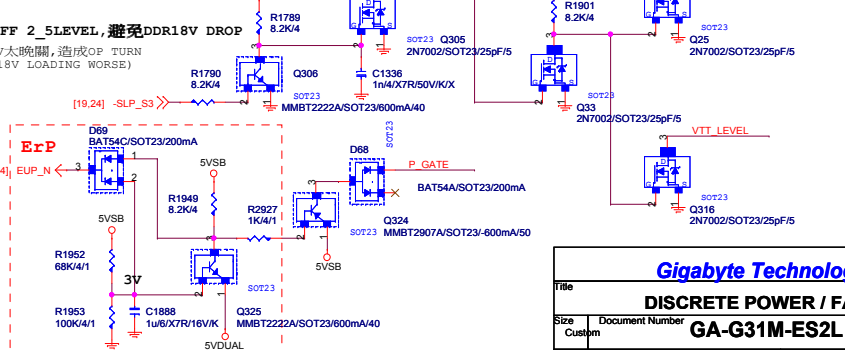 R1789
8.2K/4
R1901
8.2K/4
FF 2_5LEVEL,避免DDR18V DROP
太晚關,造成OP TURN
18V LOADING WORSE)
SOT23
Q305
2N7002/SOT23/25pF/5
SOT23
Q25
2N7002/SOT23/25pF/5
R1790
8.2K/4
Q306
C1336
1n/4/X7R/50V/K/X
[19,24] -SLP_S3
SOT23
MMBT2222A/SOT23/600mA/40
SOT23
Q33
2N7002/SOT23/25pF/5
ErP
D69
BAT54C/SOT23/200mA
4] EUP_N
3
1
2
5VSB
R1949
8.2K/4
SOT23
D68
P_GATE
BAT54A/SOT23/200mA
VTT_LEVEL
SOT23
Q316
2N7002/SOT23/25pF/5
5VSB
R2927
1K/4/1
SOT23
Q324
MMBT2907A/SOT23/-600mA/50
5VSB
R1952
68K/4/1
3V
SOT23
R1953
100K/4/1
C1888
1u/6/X7R/16V/K
Q325
MMBT2222A/SOT23/600mA/40
5VDUAL
Gigabyte Technolo
Title
DISCRETE POWER / FA
Size
Custom
Document Number
GA-G31M-ES2L